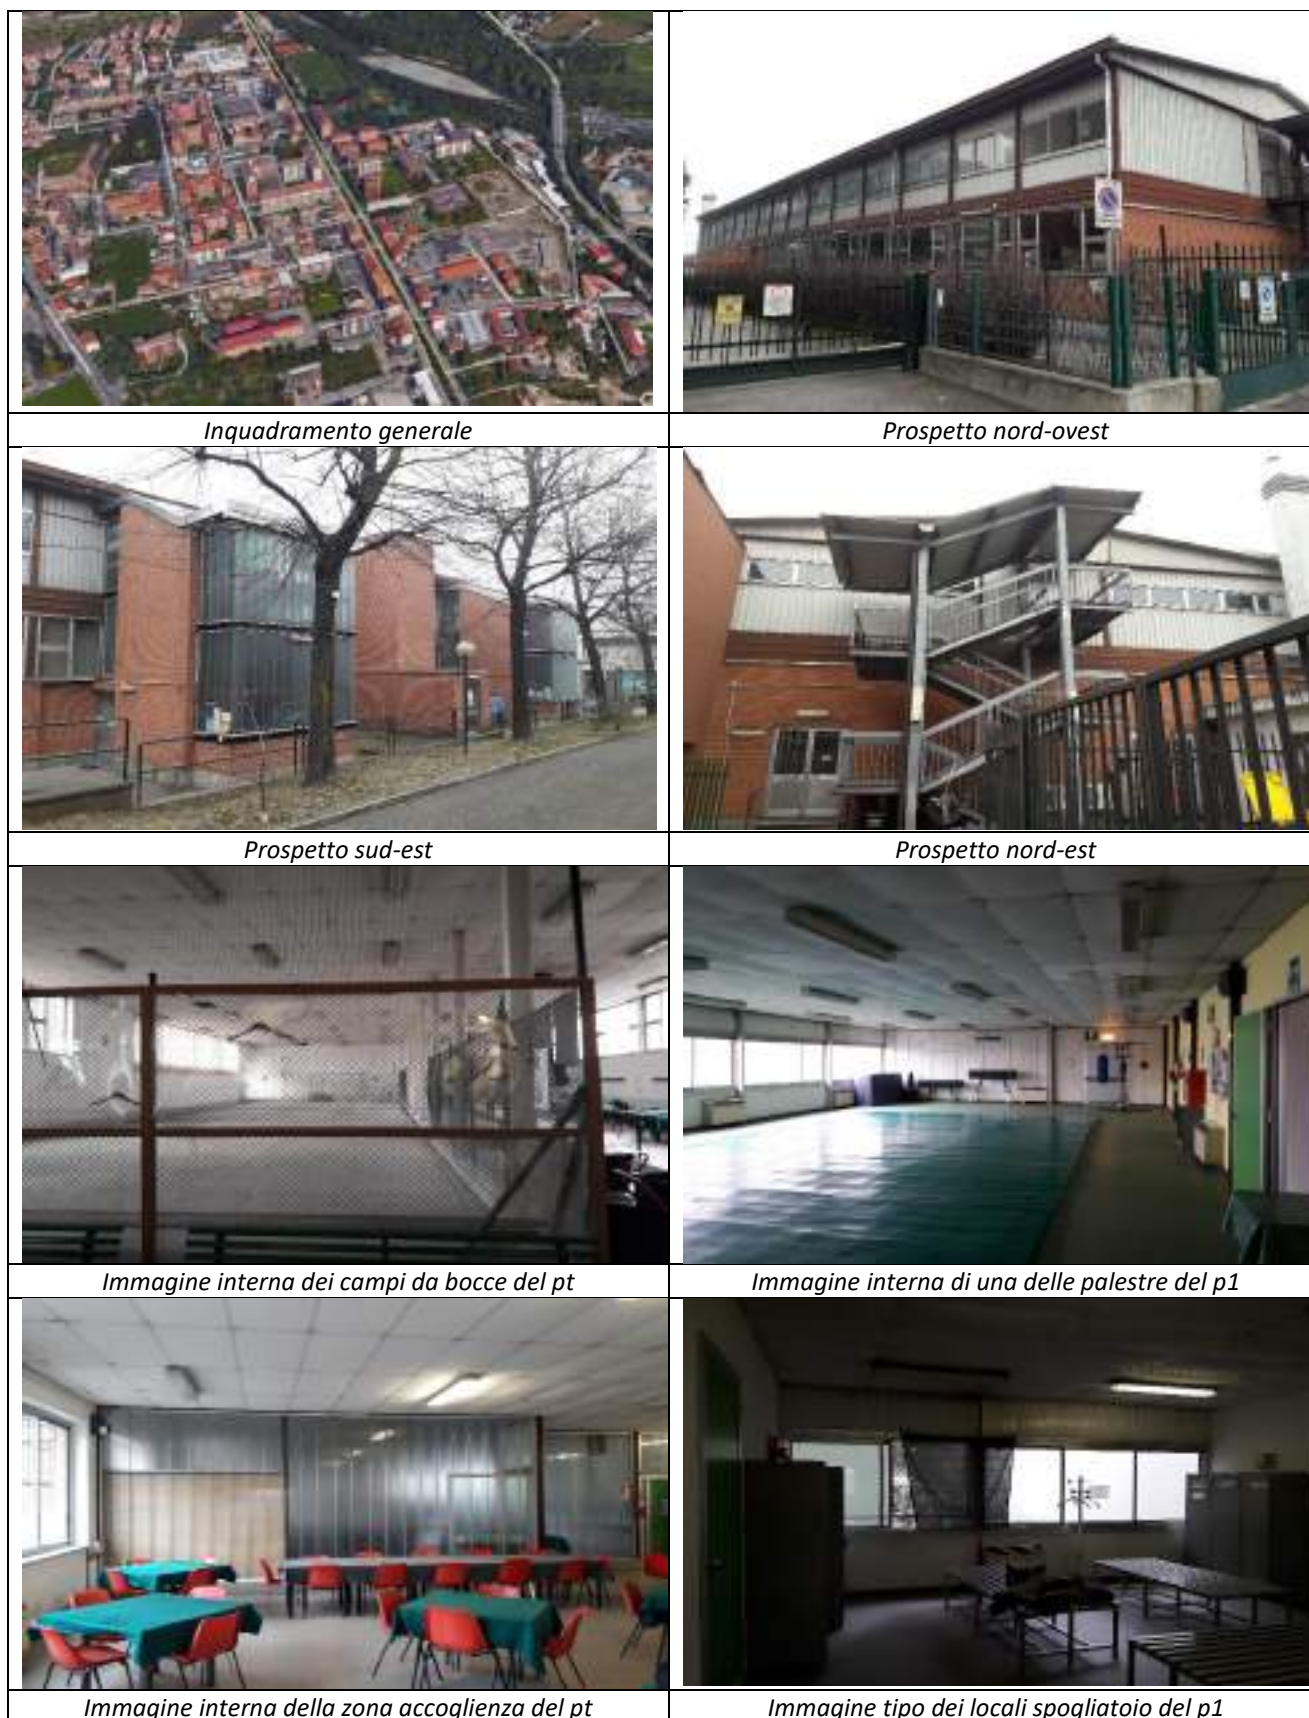 Inquadramento generale
Prospetto nord-ovest
Prospetto sud-est
Prospetto nord-est
Immagine interna dei campi da bocce del pt
Immagine interna di una delle palestre del p1
Immagine interna della zona accoglienza del pt
Immagine tipo dei locali spogliatoio del p1